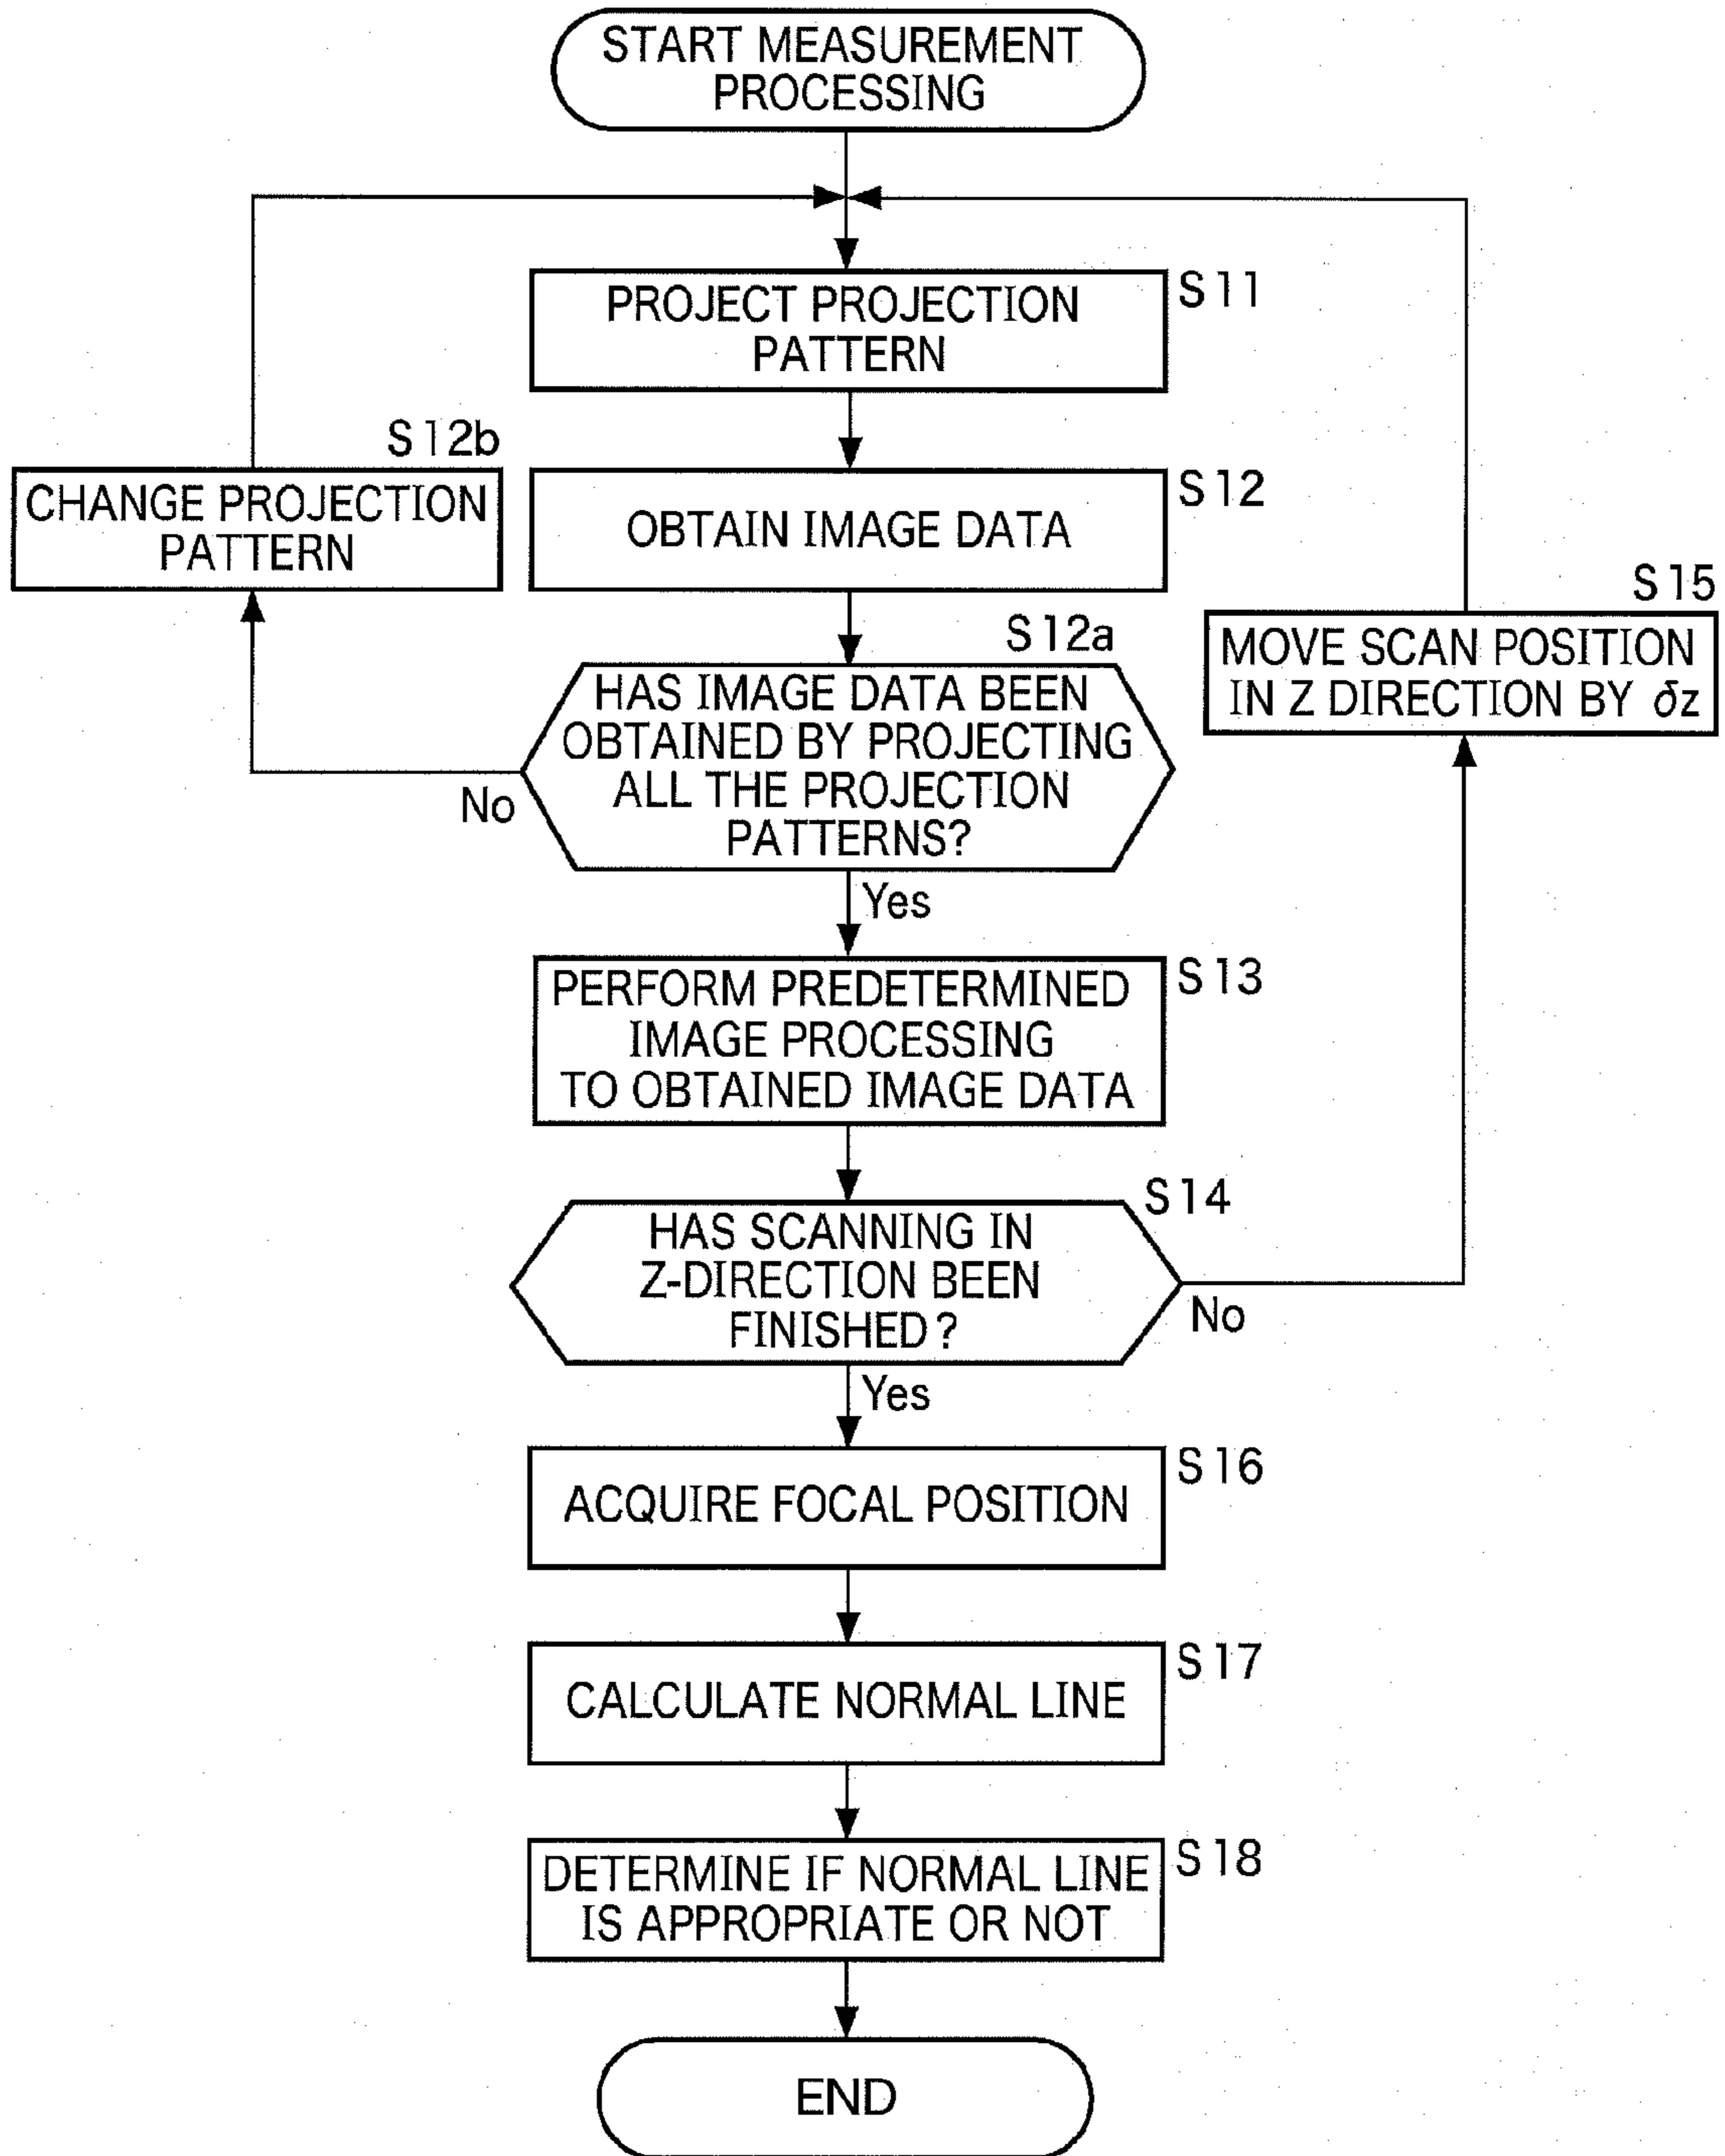 START MEASUREMENT
PROCESSING
S11
PROJECT PROJECTION
PATTERN
S12b
CHANGE PROJECTION
PATTERN
S12
OBTAIN IMAGE DATA
S15
MOVE SCAN POSITION
IN Z DIRECTION BY δz
S12a
HAS IMAGE DATA BEEN
OBTAINED BY PROJECTING
ALL THE PROJECTION
PATTERNS?
No
Yes
S13
PERFORM PREDETERMINED
IMAGE PROCESSING
TO OBTAINED IMAGE DATA
S14
HAS SCANNING IN
Z-DIRECTION BEEN
FINISHED?
No
Yes
S16
ACQUIRE FOCAL POSITION
S17
CALCULATE NORMAL LINE
S18
DETERMINE IF NORMAL LINE
IS APPROPRIATE OR NOT
END